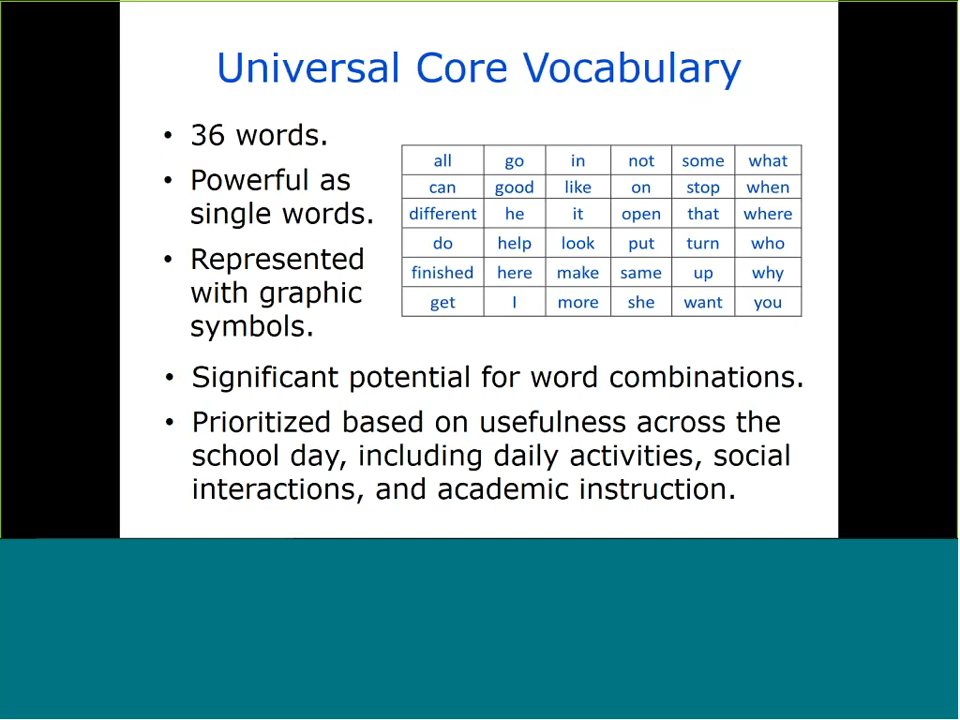 Universal Core Vocabulary
• 36 words.
• Powerful as
single words.
• Represented
with graphic
symbols.
all go in not some what
can good like on stop when
different he it open that where
do help look put turn who
finished here make same up why
get I more she want you
• Significant potential for word combinations.
• Prioritized based on usefulness across the
school day, including daily activities, social
interactions, and academic instruction.